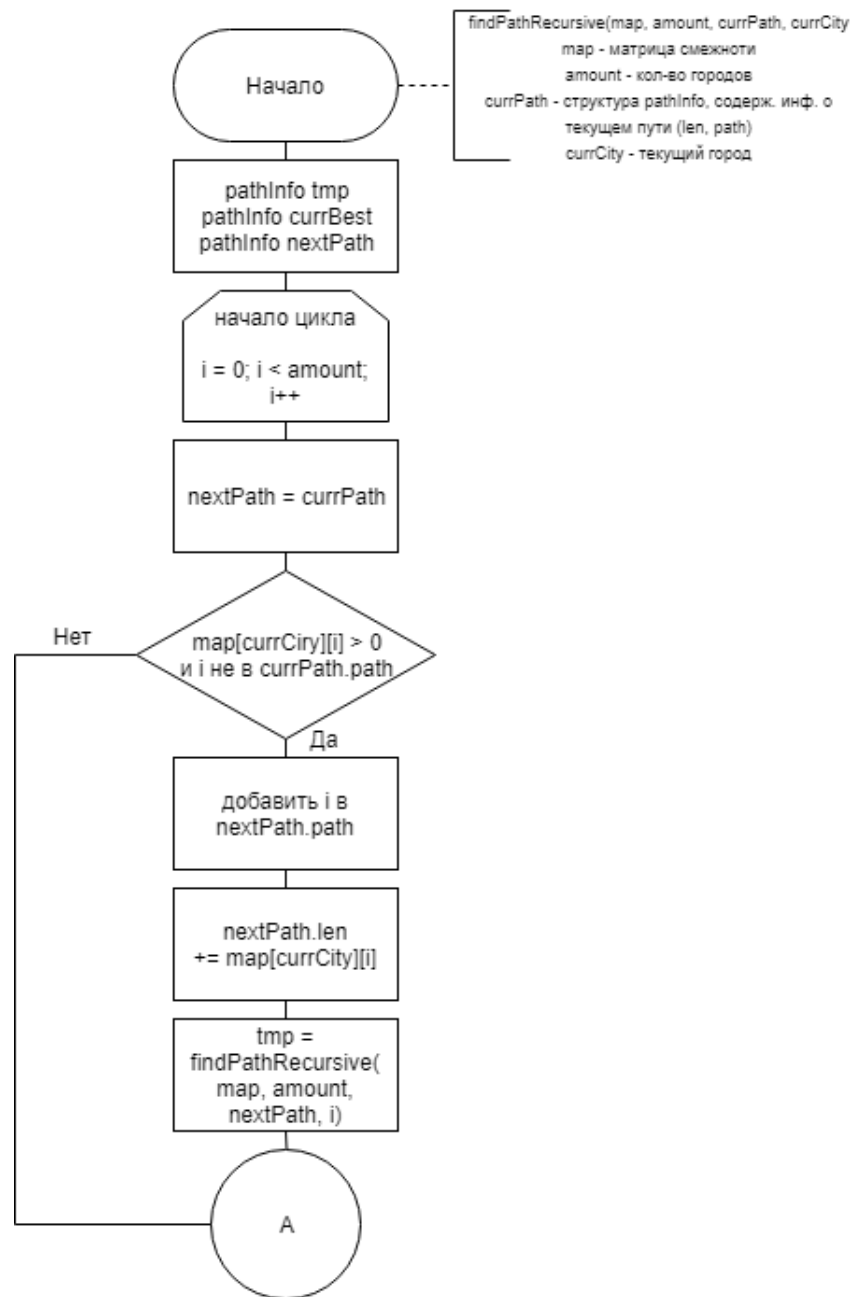 findPathRecursive(map, amount, currPath, currCity
map - матрица смежноти
amount - кол-во городов
currPath - структура pathInfo, содерж. инф. о
текущем пути (len, path)
currCity - текущий город
Начало
pathInfo tmp
pathInfo currBest
pathInfo nextPath
начало цикла
i = 0; i < amount;
i++
nextPath = currPath
Нет
map[currCiry][i] > 0
и i не в currPath.path
Да
добавить i в
nextPath.path
nextPath.len
+= map[currCity][i]
tmp =
findPathRecursive(
map, amount,
nextPath, i)
A